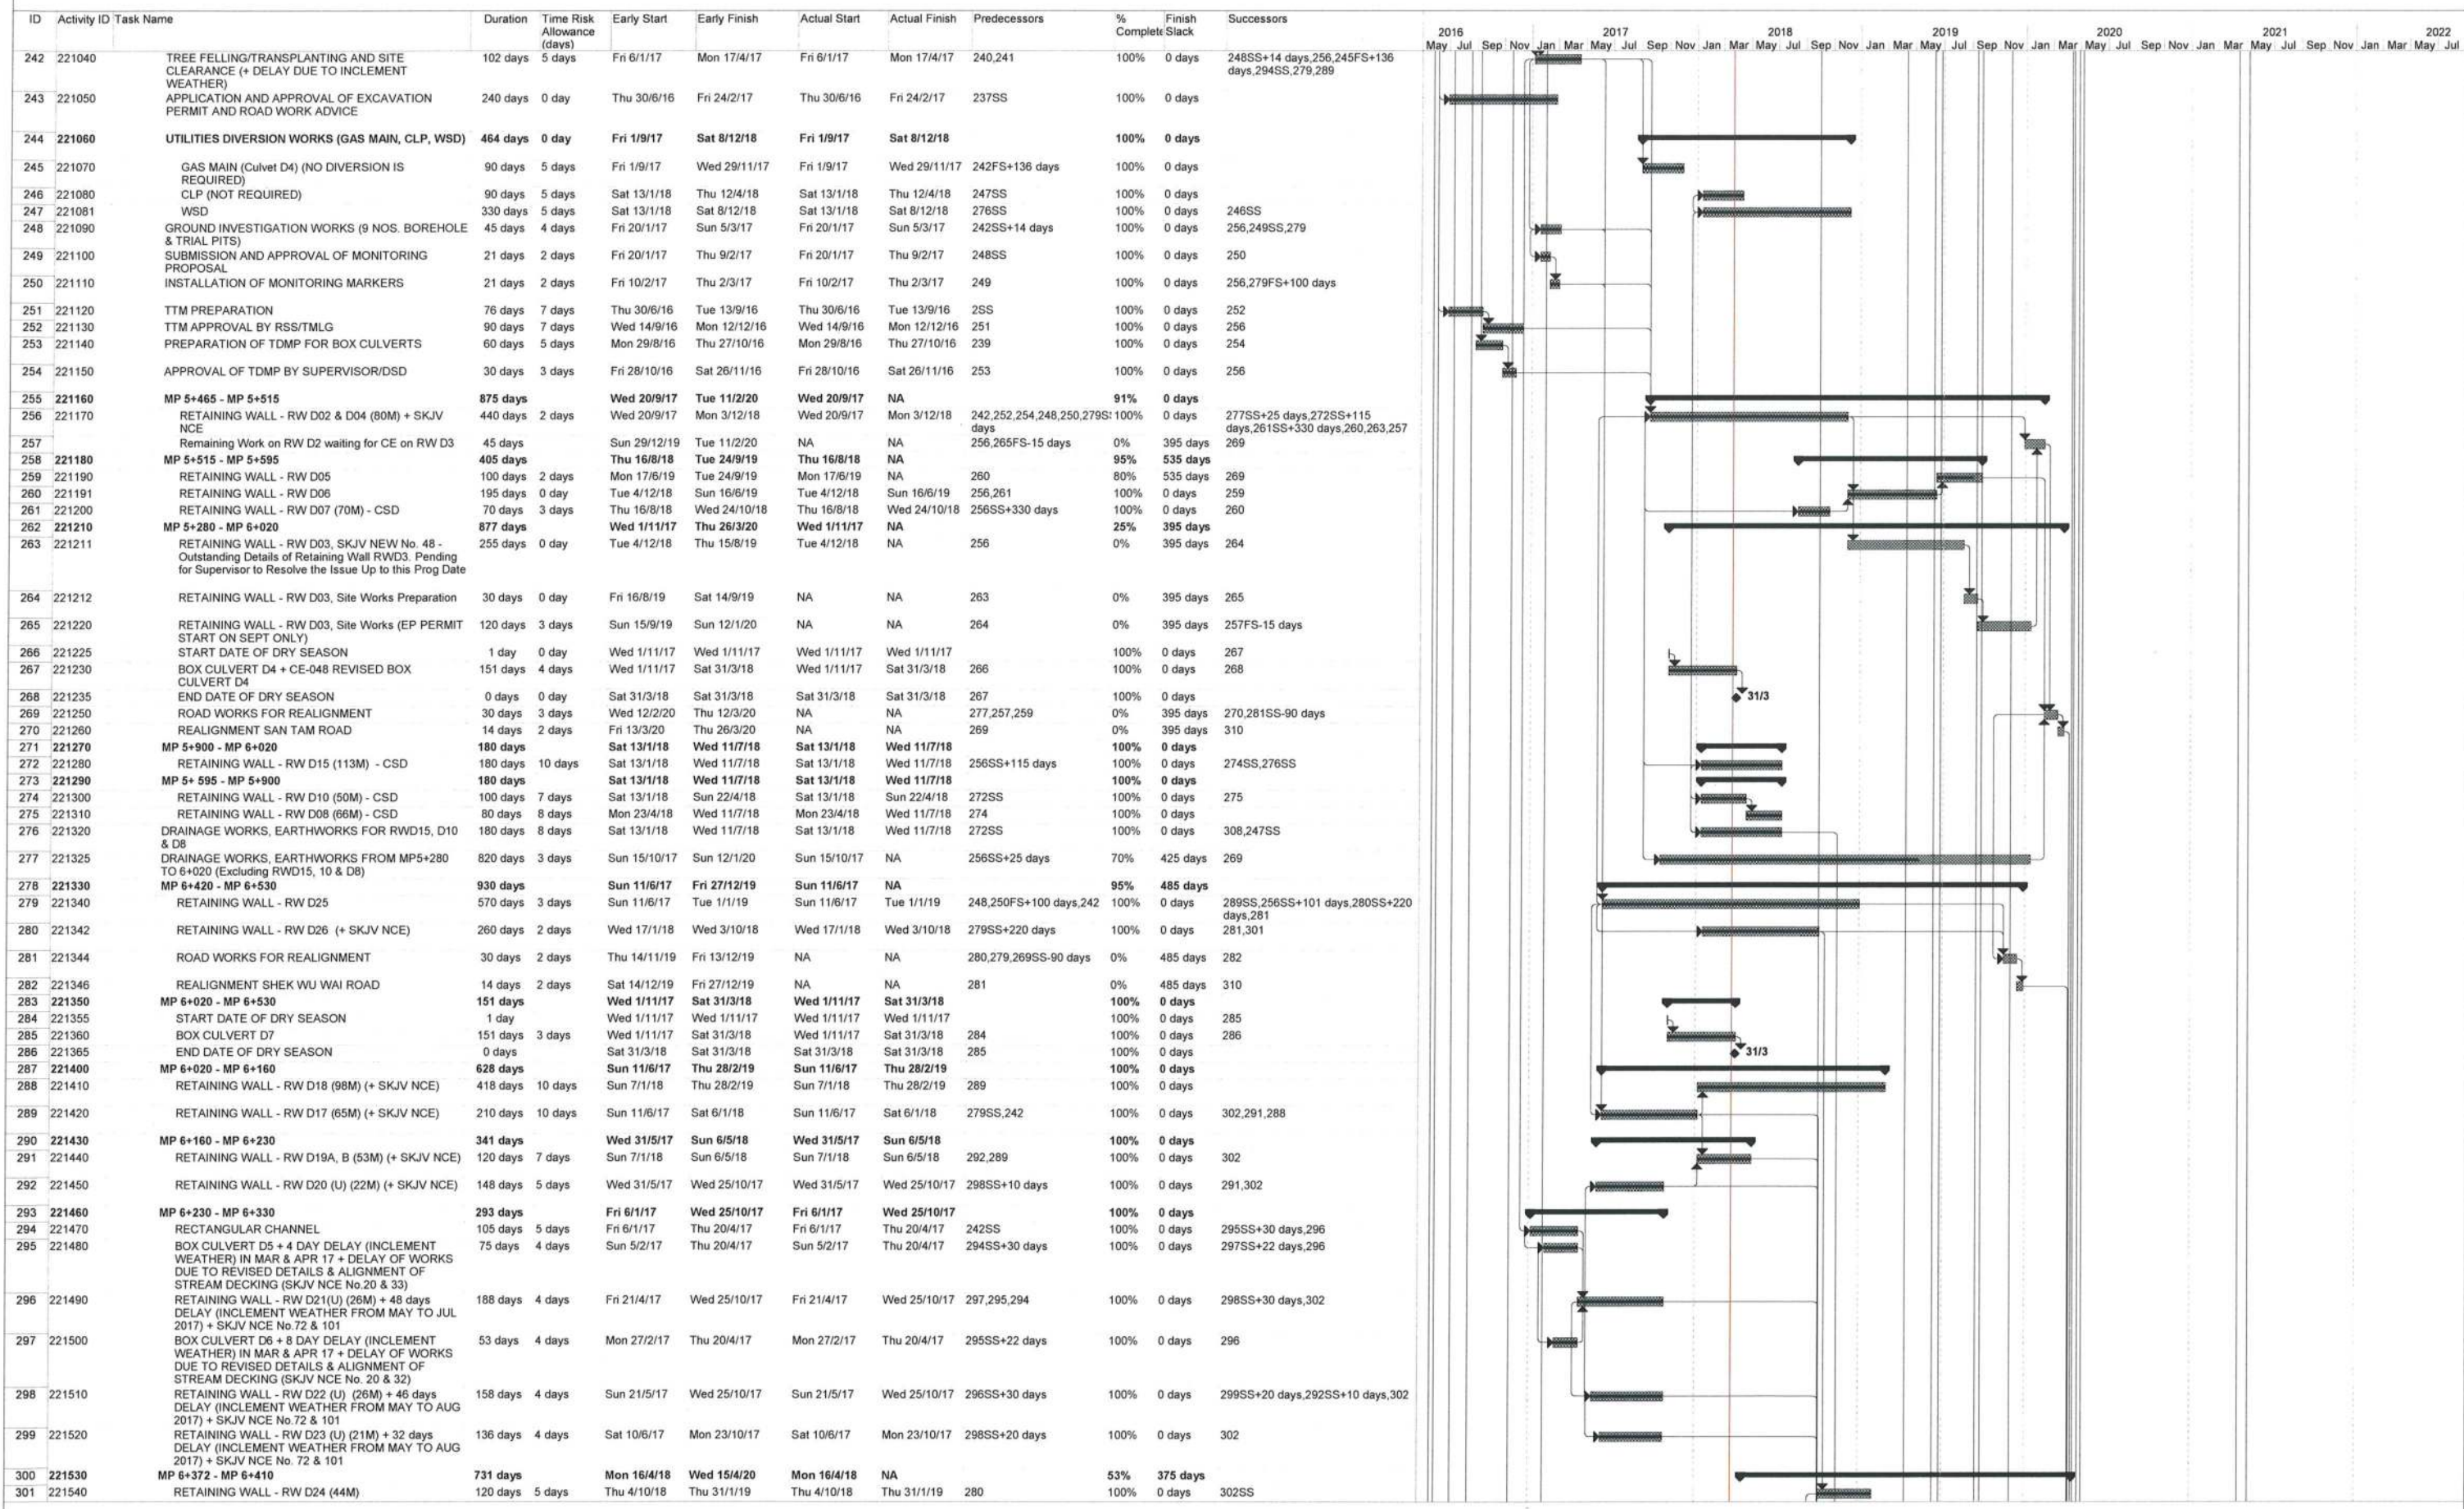 ID Activity ID Task Name Duration Time Risk Allowance (days) Early Start Early Finish Actual Start Actual Finish Predecessors % Complete Finish Slack Successors
2016 2017 2018 2019 2020 2021 2022
May Jul Sep Nov Jan Mar May Jul Sep Nov Jan Mar May Jul Sep Nov Jan Mar May Jul Sep Nov Jan Mar May Jul Sep Nov Jan Mar May Jul Sep Nov Jan Mar May Jul
242 221040 TREE FELLING/TRANSPLANTING AND SITE 102 days 5 days Fri 6/1/17 Mon 17/4/17 Fri 6/1/17 Mon 17/4/17 240,241 100% 0 days 248SS+14 days,256,245FS+136
CLEARANCE (+ DELAY DUE TO INCLEMENT days,294SS,279,289
WEATHER)
243 221050 APPLICATION AND APPROVAL OF EXCAVATION 240 days 0 day Thu 30/6/16 Fri 24/2/17 Thu 30/6/16 Fri 24/2/17 237SS 100% 0 days
PERMIT AND ROAD WORK ADVICE
244 221060 UTILITIES DIVERSION WORKS (GAS MAIN, CLP, WSD) 464 days 0 day Fri 1/9/17 Sat 8/12/18 Fri 1/9/17 Sat 8/12/18 100% 0 days
245 221070 GAS MAIN (Culvet D4) (NO DIVERSION IS 90 days 5 days Fri 1/9/17 Wed 29/11/17 Fri 1/9/17 Wed 29/11/17 242FS+136 days 100% 0 days
REQUIRED)
246 221080 CLP (NOT REQUIRED) 90 days 5 days Sat 13/1/18 Thu 12/4/18 Sat 13/1/18 Thu 12/4/18 247SS 100% 0 days
247 221081 WSD 330 days 5 days Sat 13/1/18 Sat 8/12/18 Sat 13/1/18 Sat 8/12/18 276SS 100% 0 days 246SS
248 221090 GROUND INVESTIGATION WORKS (9 NOS. BOREHOLE 45 days 4 days Fri 20/1/17 Sun 5/3/17 Fri 20/1/17 Sun 5/3/17 242SS+14 days 100% 0 days 256,249SS,279
& TRIAL PITS)
249 221100 SUBMISSION AND APPROVAL OF MONITORING 21 days 2 days Fri 20/1/17 Thu 9/2/17 Fri 20/1/17 Thu 9/2/17 248SS 100% 0 days 250
PROPOSAL
250 221110 INSTALLATION OF MONITORING MARKERS 21 days 2 days Fri 10/2/17 Thu 2/3/17 Fri 10/2/17 Thu 2/3/17 249 100% 0 days 256,279FS+100 days
251 221120 TTM PREPARATION 76 days 7 days Thu 30/6/16 Tue 13/9/16 Thu 30/6/16 Tue 13/9/16 2SS 100% 0 days 252
252 221130 TTM APPROVAL BY RSS/TMLG 90 days 7 days Wed 14/9/16 Mon 12/12/16 Wed 14/9/16 Mon 12/12/16 251 100% 0 days 256
253 221140 PREPARATION OF TDMP FOR BOX CULVERTS 60 days 5 days Mon 29/8/16 Thu 27/10/16 Mon 29/8/16 Thu 27/10/16 239 100% 0 days 254
254 221150 APPROVAL OF TDMP BY SUPERVISOR/DSD 30 days 3 days Fri 28/10/16 Sat 26/11/16 Fri 28/10/16 Sat 26/11/16 253 100% 0 days 256
255 221160 MP 5+465 - MP 5+515 875 days Wed 20/9/17 Tue 11/2/20 Wed 20/9/17 NA 91% 0 days
256 221170 RETAINING WALL - RW D02 & D04 (80M) + SKJV 440 days 2 days Wed 20/9/17 Mon 3/12/18 Wed 20/9/17 Mon 3/12/18 242,252,254,248,250,279S 100% 0 days 277SS+25 days,272SS+115
NCE days days,261SS+330 days,260,263,257
257 Remaining Work on RW D2 waiting for CE on RW D3 45 days Sun 29/12/19 Tue 11/2/20 NA NA 256,265FS-15 days 0% 395 days 269
258 221180 MP 5+515 - MP 5+595 405 days Thu 16/8/18 Tue 24/9/19 Thu 16/8/18 NA 95% 535 days
259 221190 RETAINING WALL - RW D05 100 days 2 days Mon 17/6/19 Tue 24/9/19 Mon 17/6/19 NA 260 80% 535 days 269
260 221191 RETAINING WALL - RW D06 195 days 0 day Tue 4/12/18 Sun 16/6/19 Tue 4/12/18 Sun 16/6/19 256,261 100% 0 days 259
261 221200 RETAINING WALL - RW D07 (70M) - CSD 70 days 3 days Thu 16/8/18 Wed 24/10/18 Thu 16/8/18 Wed 24/10/18 256SS+330 days 100% 0 days 260
262 221210 MP 5+280 - MP 6+020 877 days Wed 1/11/17 Thu 26/3/20 Wed 1/11/17 NA 25% 395 days
263 221211 RETAINING WALL - RW D03, SKJV NEW No. 48 - 255 days 0 day Tue 4/12/18 Thu 15/8/19 Tue 4/12/18 NA 256 0% 395 days 264
Outstanding Details of Retaining Wall RWD3. Pending
for Supervisor to Resolve the Issue Up to this Prog Date
264 221212 RETAINING WALL - RW D03, Site Works Preparation 30 days 0 day Fri 16/8/19 Sat 14/9/19 NA NA 263 0% 395 days 265
265 221220 RETAINING WALL - RW D03, Site Works (EP PERMIT 120 days 3 days Sun 15/9/19 Sun 12/1/20 NA NA 264 0% 395 days 257FS-15 days
START ON SEPT ONLY)
266 221225 START DATE OF DRY SEASON 1 day 0 day Wed 1/11/17 Wed 1/11/17 Wed 1/11/17 Wed 1/11/17 100% 0 days 267
267 221230 BOX CULVERT D4 + CE-048 REVISED BOX 151 days 4 days Wed 1/11/17 Sat 31/3/18 Wed 1/11/17 Sat 31/3/18 266 100% 0 days 268
CULVERT D4
268 221235 END DATE OF DRY SEASON 0 days 0 day Sat 31/3/18 Sat 31/3/18 Sat 31/3/18 Sat 31/3/18 267 100% 0 days 31/3
269 221250 ROAD WORKS FOR REALIGNMENT 30 days 3 days Wed 12/2/20 Thu 12/3/20 NA NA 277,257,259 0% 395 days 270,281SS-90 days
270 221260 REALIGNMENT SAN TAM ROAD 14 days 2 days Fri 13/3/20 Thu 26/3/20 NA NA 269 0% 395 days 310
271 221270 MP 5+900 - MP 6+020 180 days Sat 13/1/18 Wed 11/7/18 Sat 13/1/18 Wed 11/7/18 100% 0 days
272 221280 RETAINING WALL - RW D15 (113M) - CSD 180 days 10 days Sat 13/1/18 Wed 11/7/18 Sat 13/1/18 Wed 11/7/18 256SS+115 days 100% 0 days 274SS,276SS
273 221290 MP 5+ 595 - MP 5+900 180 days Sat 13/1/18 Wed 11/7/18 Sat 13/1/18 Wed 11/7/18 100% 0 days
274 221300 RETAINING WALL - RW D10 (50M) - CSD 100 days 7 days Sat 13/1/18 Sun 22/4/18 Sat 13/1/18 Sun 22/4/18 272SS 100% 0 days 275
275 221310 RETAINING WALL - RW D08 (66M) - CSD 80 days 8 days Mon 23/4/18 Wed 11/7/18 Mon 23/4/18 Wed 11/7/18 274 100% 0 days
276 221320 DRAINAGE WORKS, EARTHWORKS FOR RWD15, D10 180 days 8 days Sat 13/1/18 Wed 11/7/18 Sat 13/1/18 Wed 11/7/18 272SS 100% 0 days 308,247SS
& D8
277 221325 DRAINAGE WORKS, EARTHWORKS FROM MP5+280 820 days 3 days Sun 15/10/17 Sun 12/1/20 Sun 15/10/17 NA 256SS+25 days 70% 425 days 269
TO 6+020 (Excluding RWD15, 10 & D8)
278 221330 MP 6+420 - MP 6+530 930 days Sun 11/6/17 Fri 27/12/19 Sun 11/6/17 NA 95% 485 days
279 221340 RETAINING WALL - RW D25 570 days 3 days Sun 11/6/17 Tue 1/1/19 Sun 11/6/17 Tue 1/1/19 248,250FS+100 days,242 100% 0 days 289SS,256SS+101 days,280SS+220
days,281
280 221342 RETAINING WALL - RW D26 (+ SKJV NCE) 260 days 2 days Wed 17/1/18 Wed 3/10/18 Wed 17/1/18 Wed 3/10/18 279SS+220 days 100% 0 days 281,301
281 221344 ROAD WORKS FOR REALIGNMENT 30 days 2 days Thu 14/11/19 Fri 13/12/19 NA NA 280,279,269SS-90 days 0% 485 days 282
282 221346 REALIGNMENT SHEK WU WAI ROAD 14 days 2 days Sat 14/12/19 Fri 27/12/19 NA NA 281 0% 485 days 310
283 221350 MP 6+020 - MP 6+530 151 days Wed 1/11/17 Sat 31/3/18 Wed 1/11/17 Sat 31/3/18 100% 0 days
284 221355 START DATE OF DRY SEASON 1 day Wed 1/11/17 Wed 1/11/17 Wed 1/11/17 Wed 1/11/17 100% 0 days 285
285 221360 BOX CULVERT D7 151 days 3 days Wed 1/11/17 Sat 31/3/18 Wed 1/11/17 Sat 31/3/18 284 100% 0 days 286
286 221365 END DATE OF DRY SEASON 0 days Sat 31/3/18 Sat 31/3/18 Sat 31/3/18 Sat 31/3/18 285 100% 0 days 31/3
287 221400 MP 6+020 - MP 6+160 628 days Sun 11/6/17 Thu 28/2/19 Sun 11/6/17 Thu 28/2/19 100% 0 days
288 221410 RETAINING WALL - RW D18 (98M) (+ SKJV NCE) 418 days 10 days Sun 7/1/18 Thu 28/2/19 Sun 7/1/18 Thu 28/2/19 289 100% 0 days
289 221420 RETAINING WALL - RW D17 (65M) (+ SKJV NCE) 210 days 10 days Sun 11/6/17 Sat 6/1/18 Sun 11/6/17 Sat 6/1/18 279SS,242 100% 0 days 302,291,288
290 221430 MP 6+160 - MP 6+230 341 days Wed 31/5/17 Sun 6/5/18 Wed 31/5/17 Sun 6/5/18 100% 0 days
291 221440 RETAINING WALL - RW D19A, B (53M) (+ SKJV NCE) 120 days 7 days Sun 7/1/18 Sun 6/5/18 Sun 7/1/18 Sun 6/5/18 292,289 100% 0 days 302
292 221450 RETAINING WALL - RW D20 (U) (22M) (+ SKJV NCE) 148 days 5 days Wed 31/5/17 Wed 25/10/17 Wed 31/5/17 Wed 25/10/17 298SS+10 days 100% 0 days 291,302
293 221460 MP 6+230 - MP 6+330 293 days Fri 6/1/17 Wed 25/10/17 Fri 6/1/17 Wed 25/10/17 100% 0 days
294 221470 RECTANGULAR CHANNEL 105 days 5 days Fri 6/1/17 Thu 20/4/17 Fri 6/1/17 Thu 20/4/17 242SS 100% 0 days 295SS+30 days,296
295 221480 BOX CULVERT D5 + 4 DAY DELAY (INCLEMENT 75 days 4 days Sun 5/2/17 Thu 20/4/17 Sun 5/2/17 Thu 20/4/17 294SS+30 days 100% 0 days 297SS+22 days,296
WEATHER) IN MAR & APR 17 + DELAY OF WORKS
DUE TO REVISED DETAILS & ALIGNMENT OF
STREAM DECKING (SKJV NCE No.20 & 33)
296 221490 RETAINING WALL - RW D21(U) (26M) + 48 days 188 days 4 days Fri 21/4/17 Wed 25/10/17 Fri 21/4/17 Wed 25/10/17 297,295,294 100% 0 days 298SS+30 days,302
DELAY (INCLEMENT WEATHER FROM MAY TO JUL
2017) + SKJV NCE No.72 & 101
297 221500 BOX CULVERT D6 + 8 DAY DELAY (INCLEMENT 53 days 4 days Mon 27/2/17 Thu 20/4/17 Mon 27/2/17 Thu 20/4/17 295SS+22 days 100% 0 days 296
WEATHER) IN MAR & APR 17 + DELAY OF WORKS
DUE TO REVISED DETAILS & ALIGNMENT OF
STREAM DECKING (SKJV NCE No. 20 & 32)
298 221510 RETAINING WALL - RW D22 (U) (26M) + 46 days 158 days 4 days Sun 21/5/17 Wed 25/10/17 Sun 21/5/17 Wed 25/10/17 296SS+30 days 100% 0 days 299SS+20 days,292SS+10 days,302
DELAY (INCLEMENT WEATHER FROM MAY TO AUG
2017) + SKJV NCE No.72 & 101
299 221520 RETAINING WALL - RW D23 (U) (21M) + 32 days 136 days 4 days Sat 10/6/17 Mon 23/10/17 Sat 10/6/17 Mon 23/10/17 298SS+20 days 100% 0 days 302
DELAY (INCLEMENT WEATHER FROM MAY TO AUG
2017) + SKJV NCE No. 72 & 101
300 221530 MP 6+372 - MP 6+410 731 days Mon 16/4/18 Wed 15/4/20 Mon 16/4/18 NA 53% 375 days
301 221540 RETAINING WALL - RW D24 (44M) 120 days 5 days Thu 4/10/18 Thu 31/1/19 Thu 4/10/18 Thu 31/1/19 280 100% 0 days 302SS